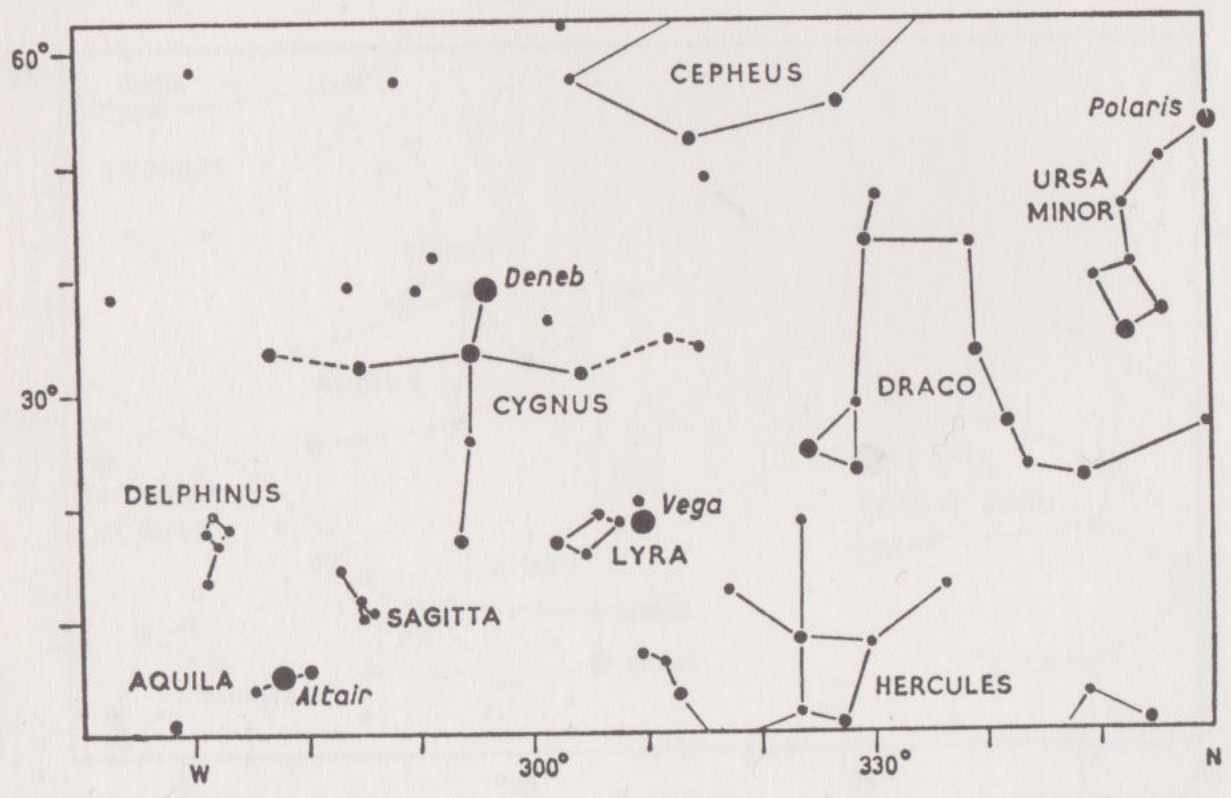 60°
CEPHEUS
Polaris
URSA
MINOR
Deneb
30°
CYGNUS
DRACO
DELPHINUS
Vega
LYRA
SAGITTA
AQUILA
Altair
HERCULES
W
300°
330°
N